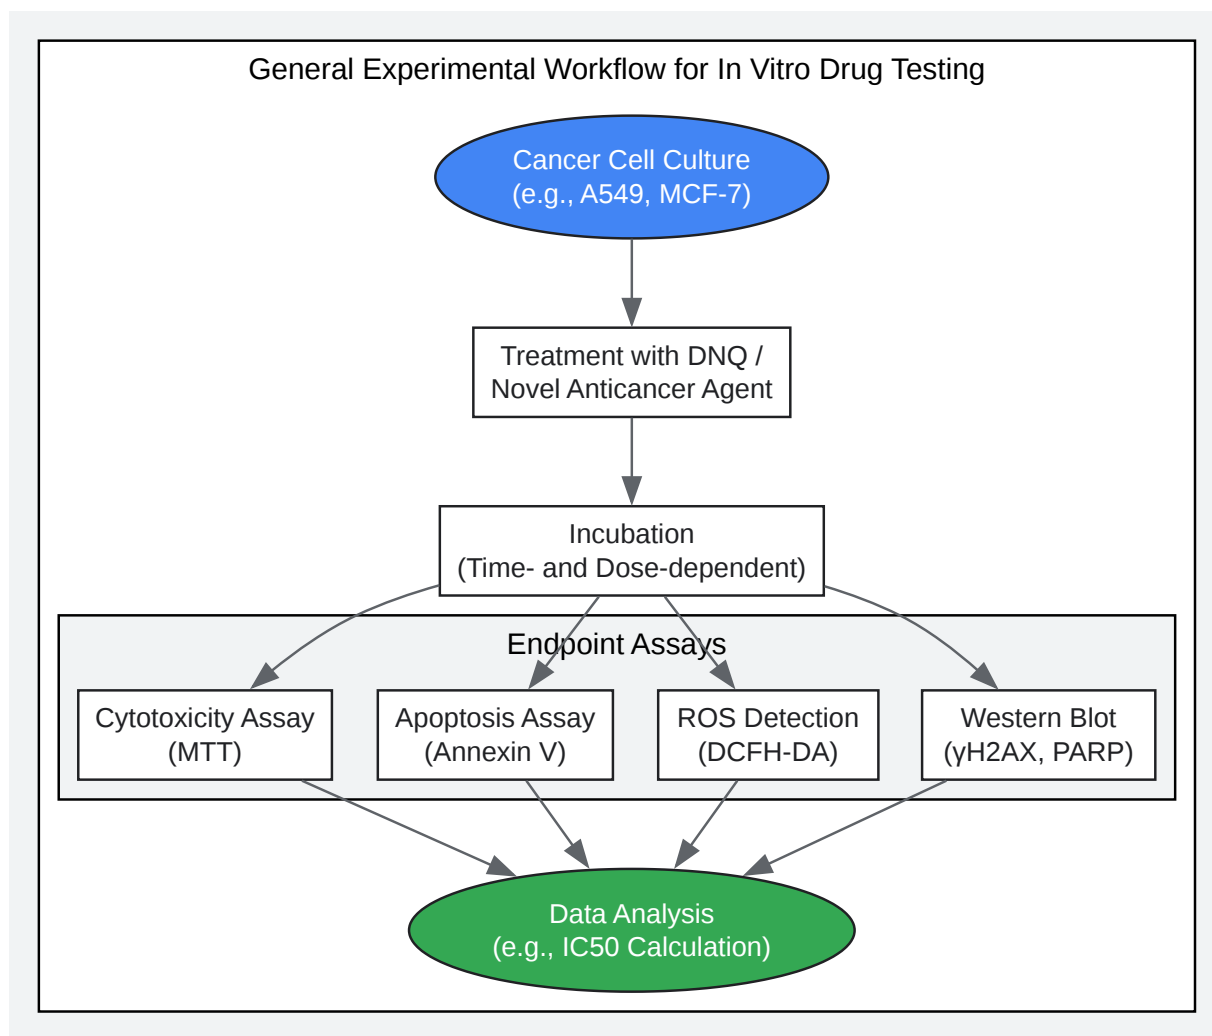 General Experimental Workflow for In Vitro Drug Testing
Cancer Cell Culture
(e.g., A549, MCF-7)
Treatment with DNQ /
Novel Anticancer Agent
Incubation
(Time- and Dose-dependent)
Endpoint Assays
Cytotoxicity Assay
(MTT)
Apoptosis Assay
(Annexin V)
ROS Detection
(DCFH-DA)
Western Blot
(γH2AX, PARP)
Data Analysis
(e.g., IC50 Calculation)